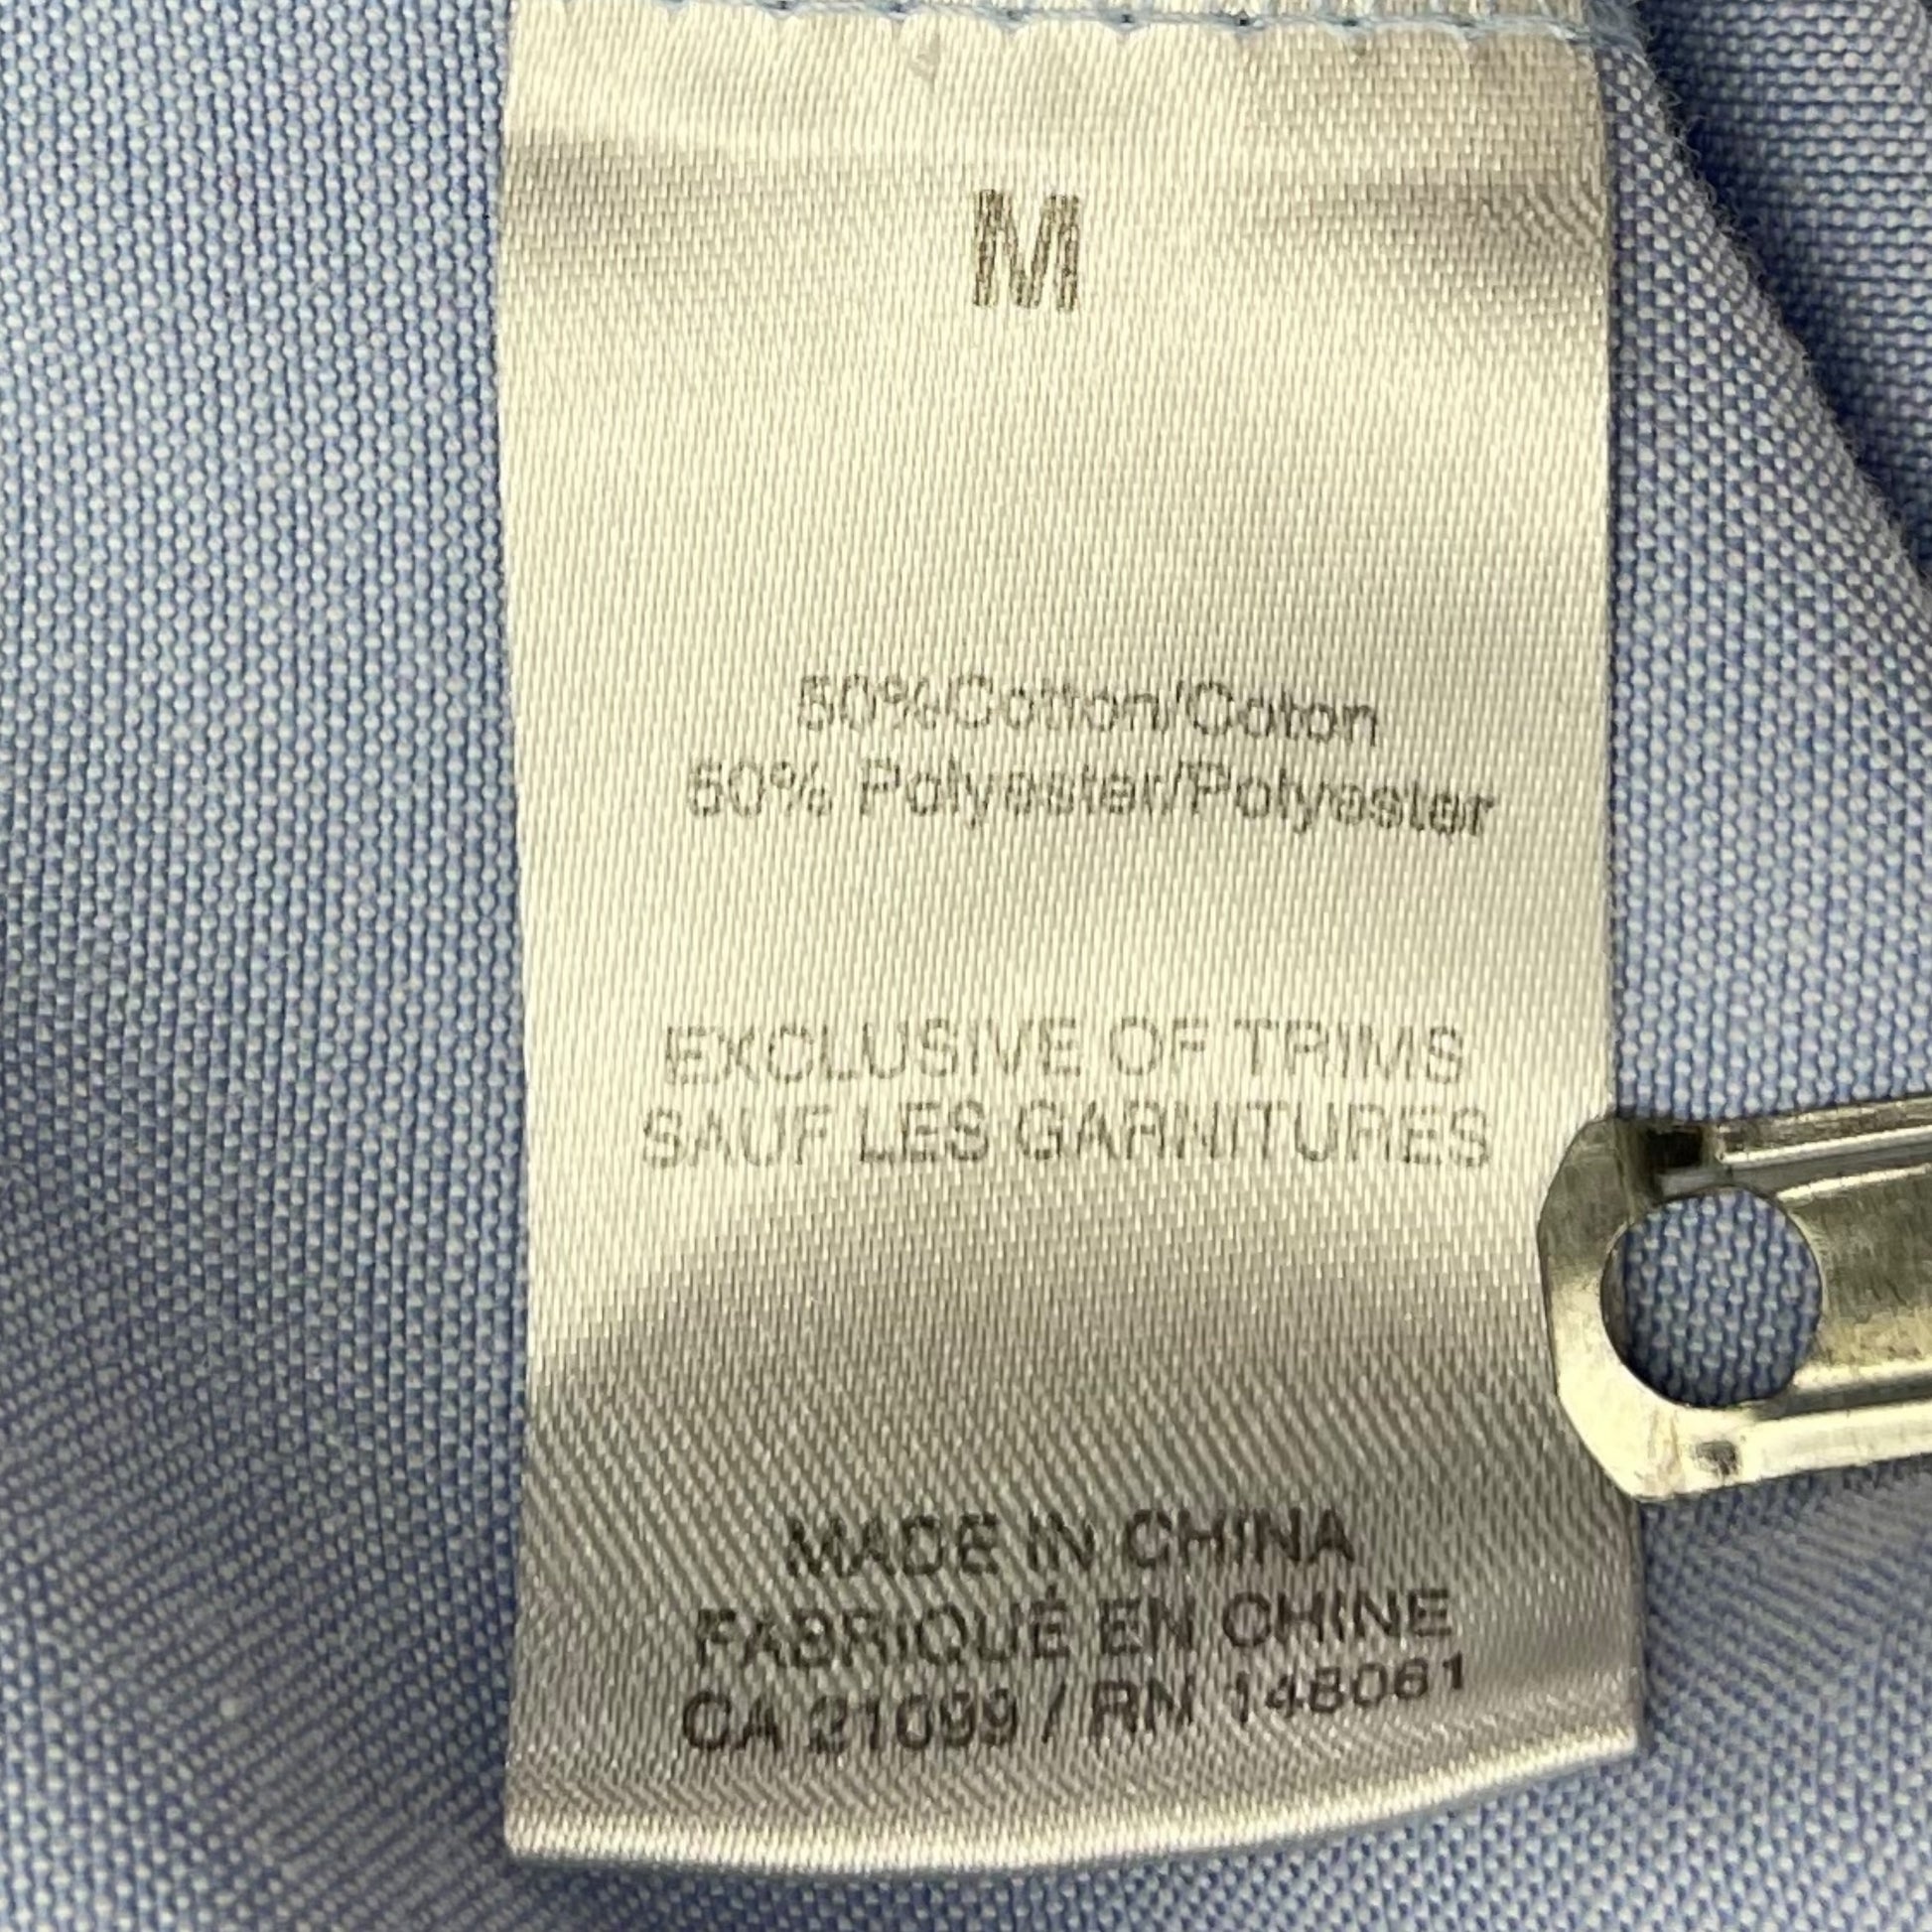 M
50%Cotton/Coton
50% Polyester/Polyester
EXCLUSIVE OF TRIMS
SAUF LES GARNITURES
MADE IN CHINA
FABRIQUÉ EN CHINE
CA 21099 / RN 148061